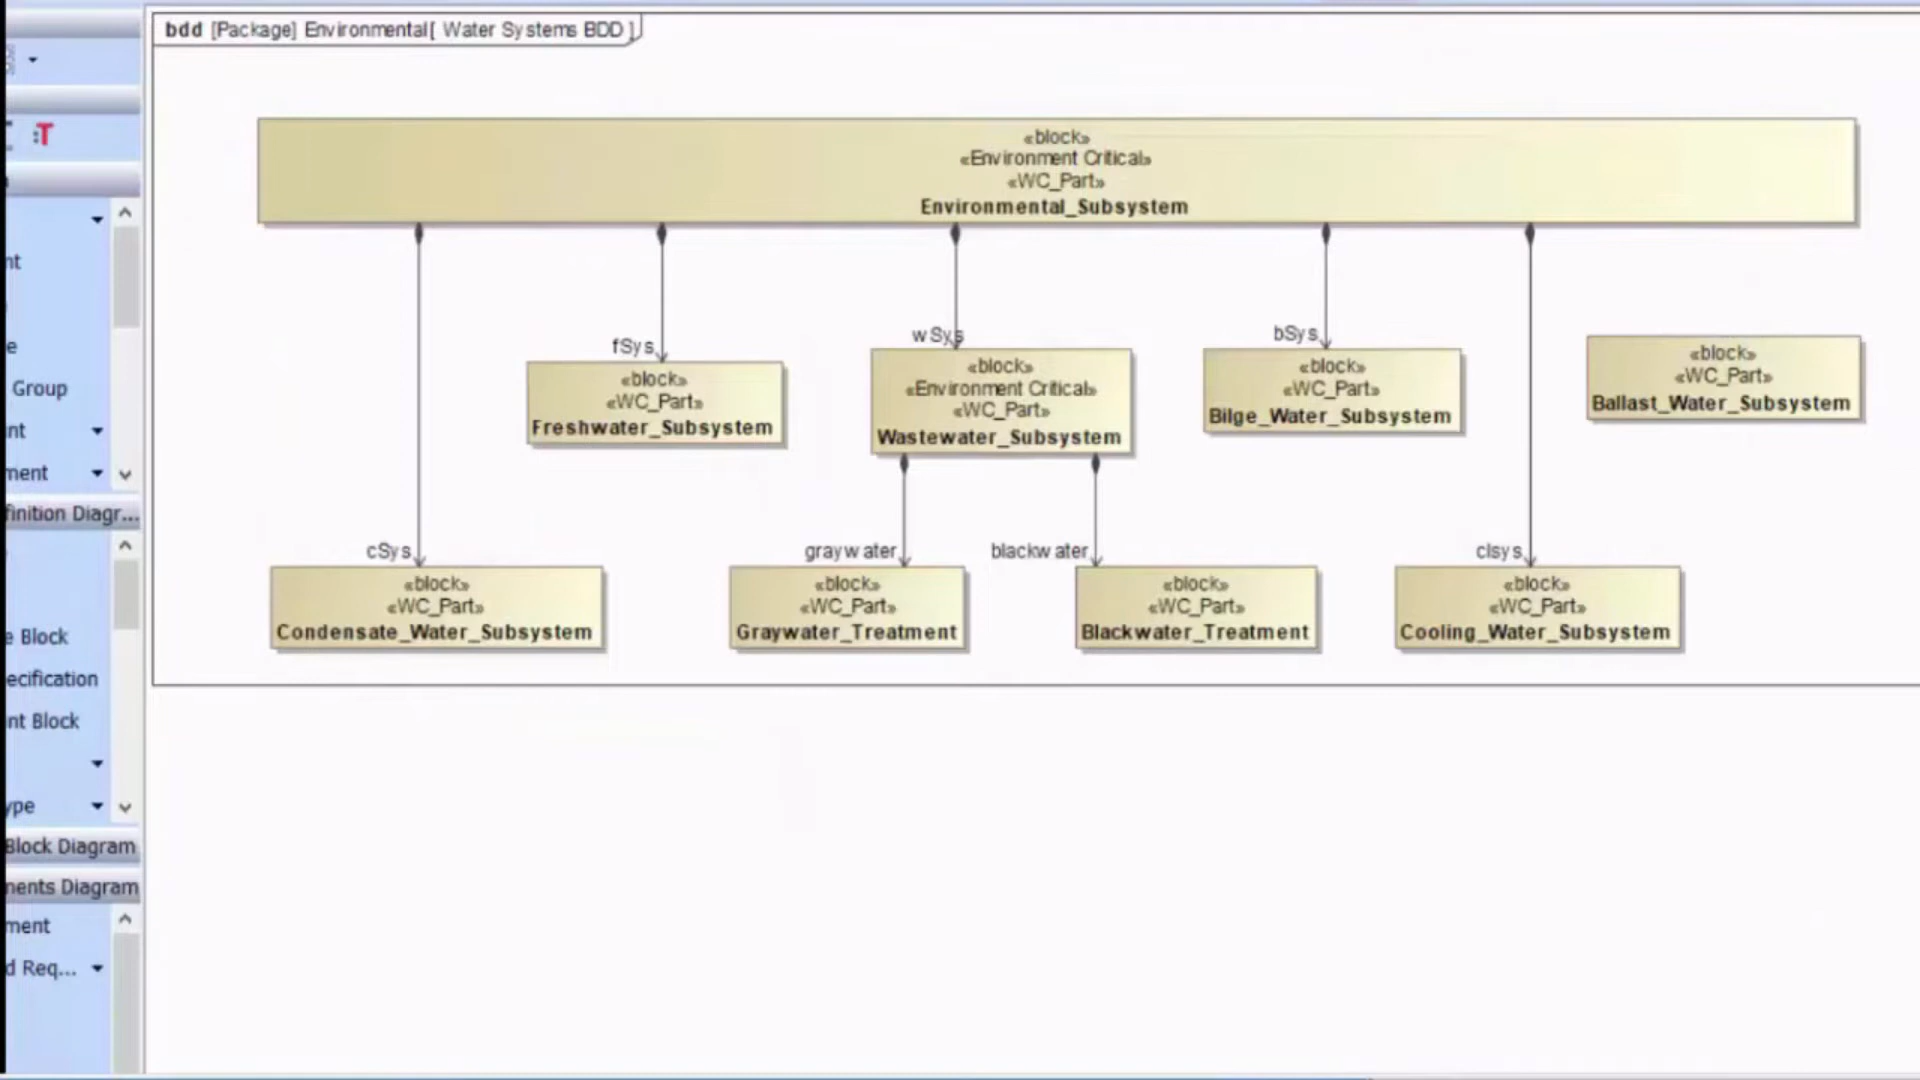 bdd [Package] Environmental[ Water Systems BDD ]
:T
«block»
«Environment Critical»
«WC_Part»
Environmental_Subsystem
fSys
wSys
bSys
«block»
«WC_Part»
Freshwater_Subsystem
«block»
«Environment Critical»
«WC_Part»
Wastewater_Subsystem
«block»
«WC_Part»
Bilge_Water_Subsystem
«block»
«WC_Part»
Ballast_Water_Subsystem
cSys
graywater
blackwater
clsys
«block»
«WC_Part»
Condensate_Water_Subsystem
«block»
«WC_Part»
Graywater_Treatment
«block»
«WC_Part»
Blackwater_Treatment
«block»
«WC_Part»
Cooling_Water_Subsystem
nt
e
Group
nt
ment
finition Diagr...
e Block
ecification
nt Block
ype
Block Diagram
ments Diagram
ment
d Req...